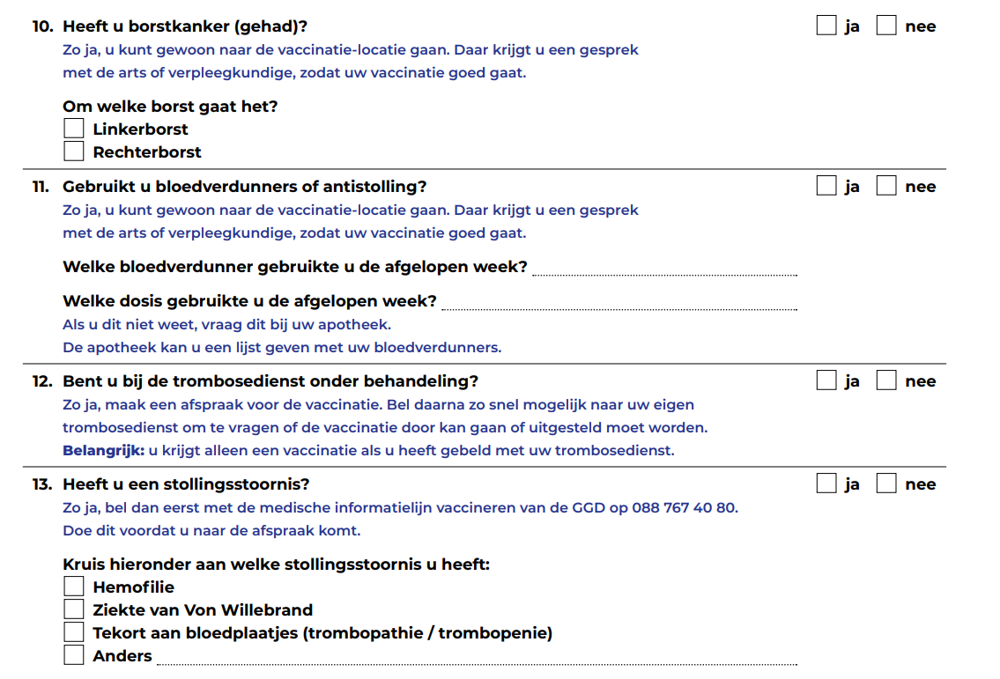 10. Heeft u borstkanker (gehad)? ja nee
Zo ja, u kunt gewoon naar de vaccinatie-locatie gaan. Daar krijgt u een gesprek
met de arts of verpleegkundige, zodat uw vaccinatie goed gaat.
Om welke borst gaat het?
Linkerborst
Rechterborst
11. Gebruikt u bloedverdunners of antistolling? ja nee
Zo ja, u kunt gewoon naar de vaccinatie-locatie gaan. Daar krijgt u een gesprek
met de arts of verpleegkundige, zodat uw vaccinatie goed gaat.
Welke bloedverdunner gebruikte u de afgelopen week?
Welke dosis gebruikte u de afgelopen week?
Als u dit niet weet, vraag dit bij uw apotheek.
De apotheek kan u een lijst geven met uw bloedverdunners.
12. Bent u bij de trombosedienst onder behandeling? ja nee
Zo ja, maak een afspraak voor de vaccinatie. Bel daarna zo snel mogelijk naar uw eigen
trombosedienst om te vragen of de vaccinatie door kan gaan of uitgesteld moet worden.
Belangrijk: u krijgt alleen een vaccinatie als u heeft gebeld met uw trombosedienst.
13. Heeft u een stollingsstoornis? ja nee
Zo ja, bel dan eerst met de medische informatielijn vaccineren van de GGD op 088 767 40 80.
Doe dit voordat u naar de afspraak komt.
Kruis hieronder aan welke stollingsstoornis u heeft:
Hemofilie
Ziekte van Von Willebrand
Tekort aan bloedplaatjes (trombopathie / trombopenie)
Anders